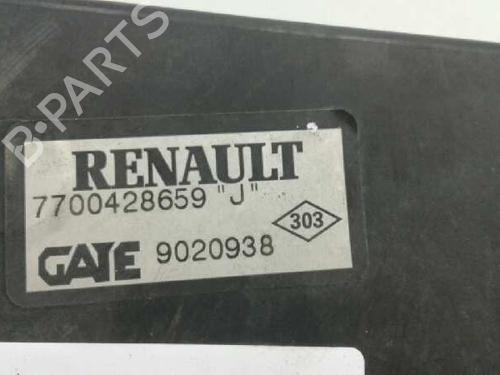 B-PARTS
RENAULT
7700428659 "J"
303
GATE 9020938